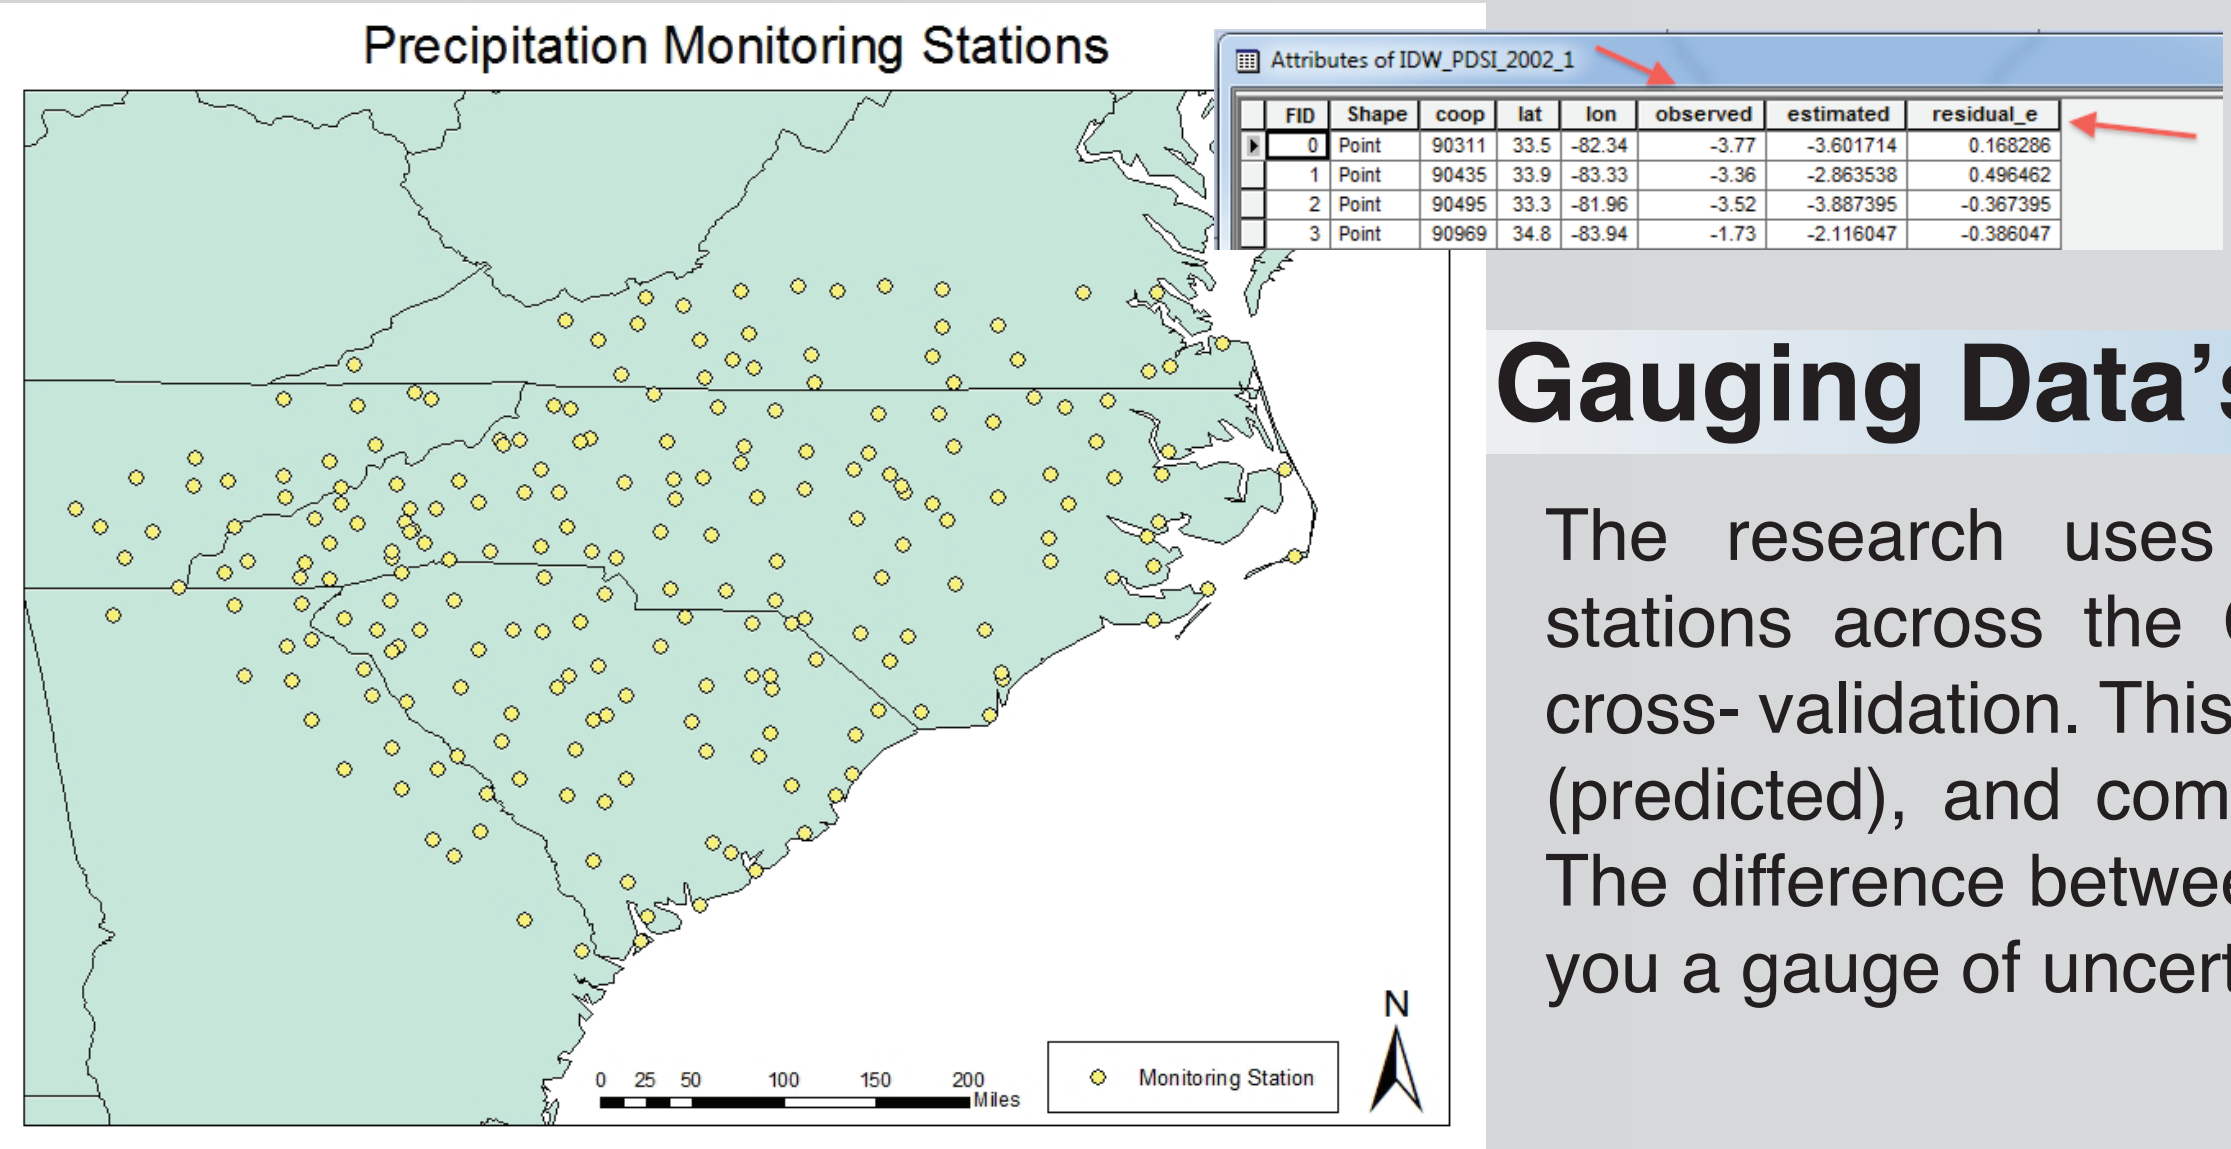 Precipitation Monitoring Stations
Attributes of IDW_PDSI_2002_1
FID Shape coop lat lon observed estimated residual_e
0 Point 90311 33.5 -82.34 -3.77 -3.601714 0.168286
1 Point 90435 33.9 -83.33 -3.36 -2.863538 0.496462
2 Point 90495 33.3 -81.96 -3.52 -3.887395 -0.367395
3 Point 90969 34.8 -83.94 -1.73 -2.116047 -0.386047
N
0 25 50 100 150 200
Miles
Monitoring Station
Gauging Data's
The research uses
stations across the
cross- validation. This
(predicted), and com
The difference betwee
you a gauge of uncert